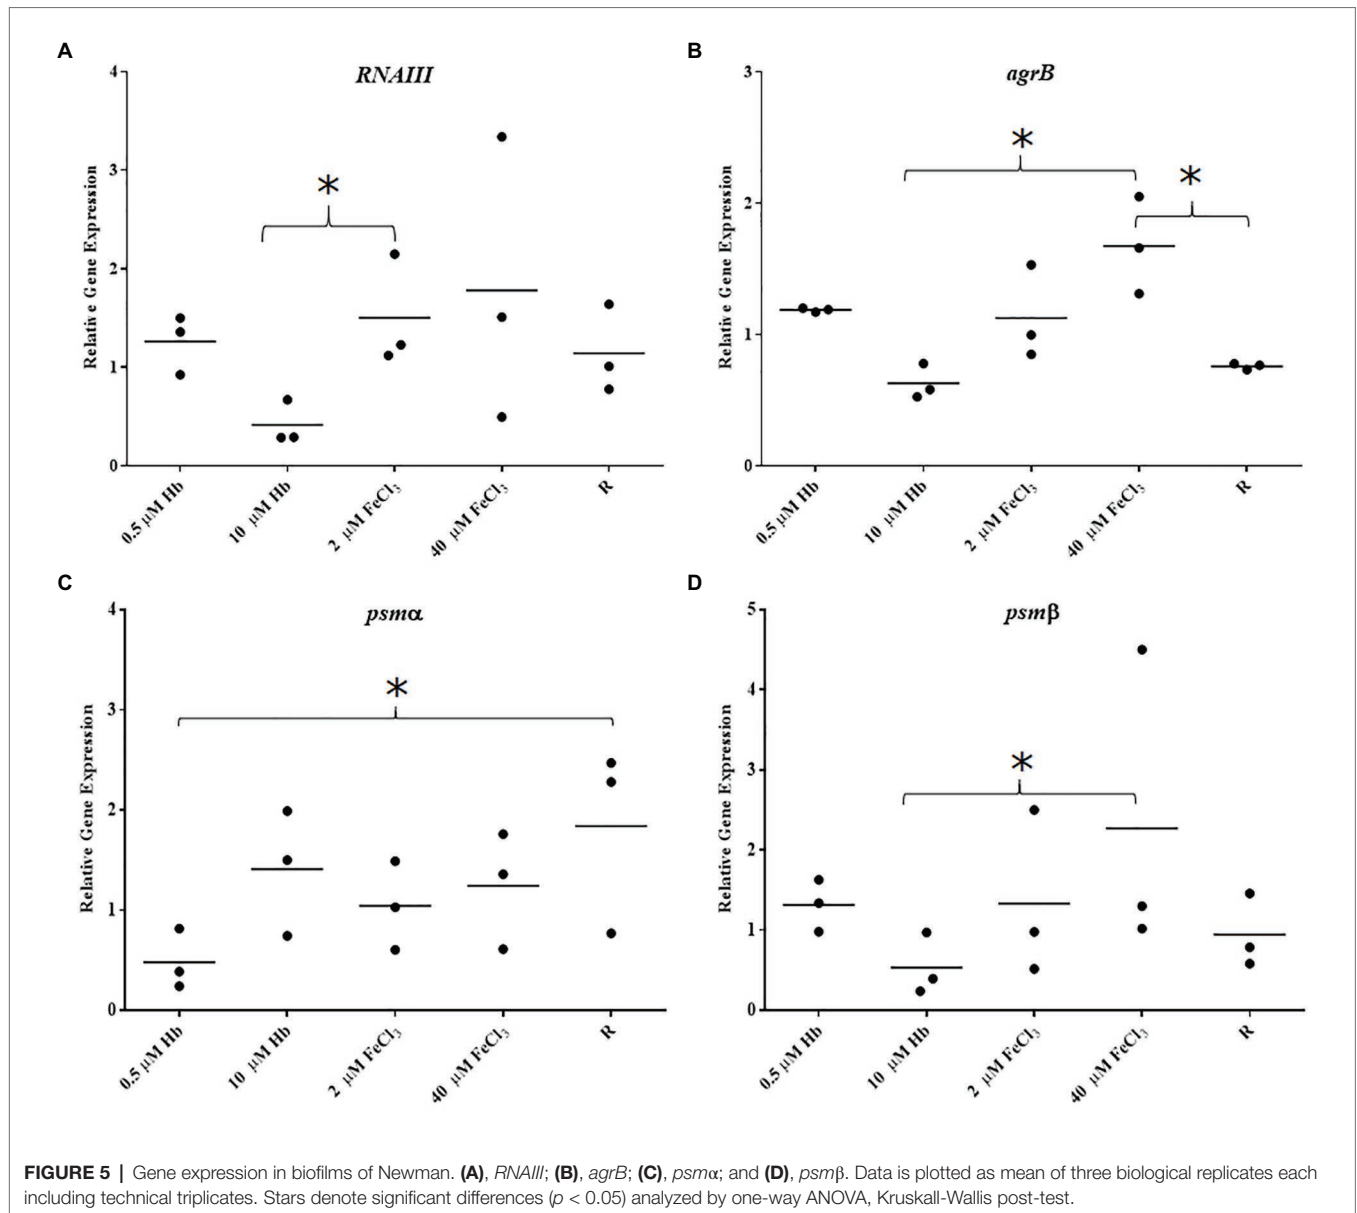 A
RNAIII
Relative Gene Expression
4
3
2
1
0
*
0.5 µM Hb
10 µM Hb
2 µM FeCl₃
40 µM FeCl₃
R
B
agrB
Relative Gene Expression
3
2
1
0
*
*
0.5 µM Hb
10 µM Hb
2 µM FeCl₃
40 µM FeCl₃
R
C
psmα
Relative Gene Expression
4
3
2
1
0
*
0.5 µM Hb
10 µM Hb
2 µM FeCl₃
40 µM FeCl₃
R
D
psmβ
Relative Gene Expression
5
4
3
2
1
0
*
0.5 µM Hb
10 µM Hb
2 µM FeCl₃
40 µM FeCl₃
R
FIGURE 5 | Gene expression in biofilms of Newman. (A), RNAIII; (B), agrB; (C), psmα; and (D), psmβ. Data is plotted as mean of three biological replicates each
including technical triplicates. Stars denote significant differences (p < 0.05) analyzed by one-way ANOVA, Kruskall-Wallis post-test.